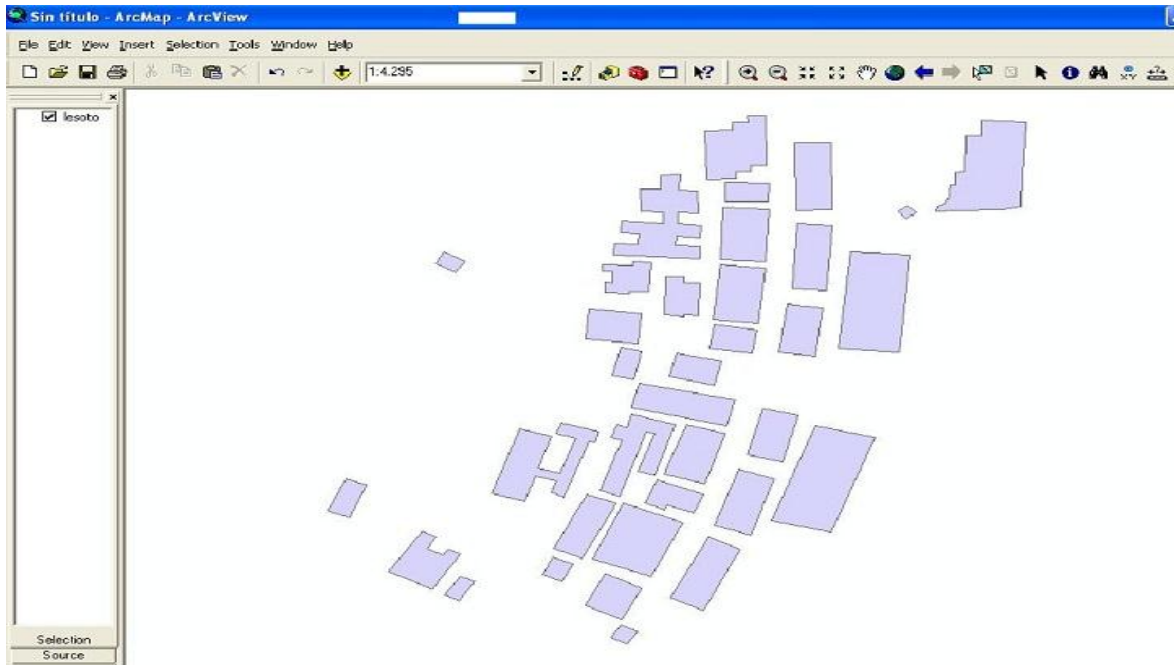 Sin título - ArcMap - ArcView
File Edit View Insert Selection Tools Window Help
1:4.295
lesoto
Selection
Source